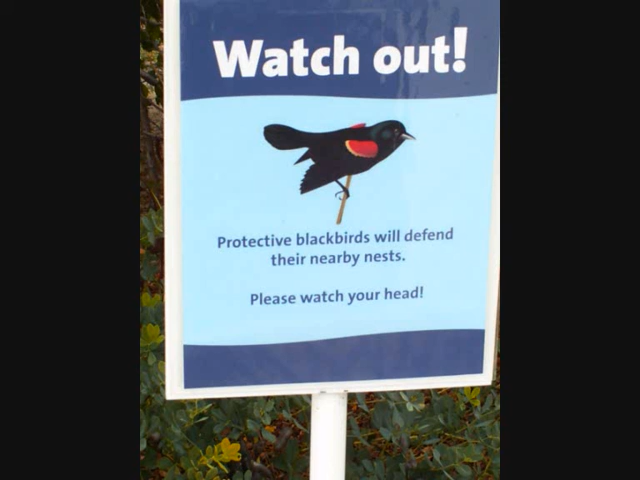 Watch out!
Protective blackbirds will defend
their nearby nests.
Please watch your head!